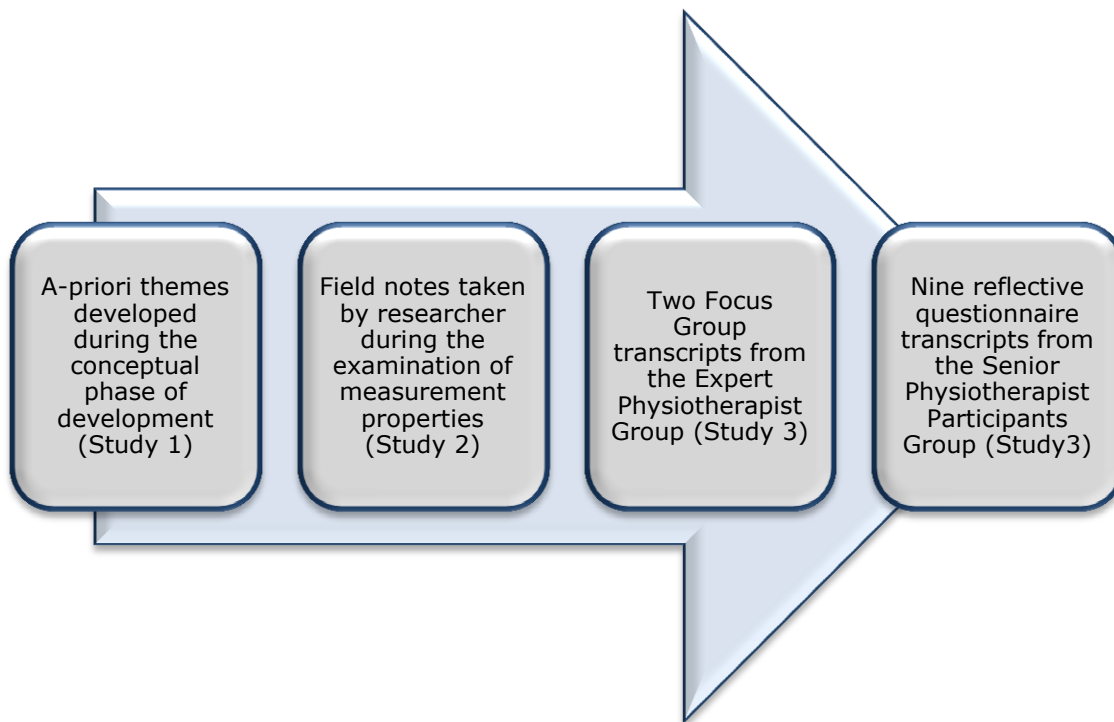 A-priori themes
developed
during the
conceptual
phase of
development
(Study 1)
Field notes taken
by researcher
during the
examination of
measurement
properties
(Study 2)
Two Focus
Group
transcripts from
the Expert
Physiotherapist
Group (Study 3)
Nine reflective
questionnaire
transcripts from
the Senior
Physiotherapist
Participants
Group (Study3)